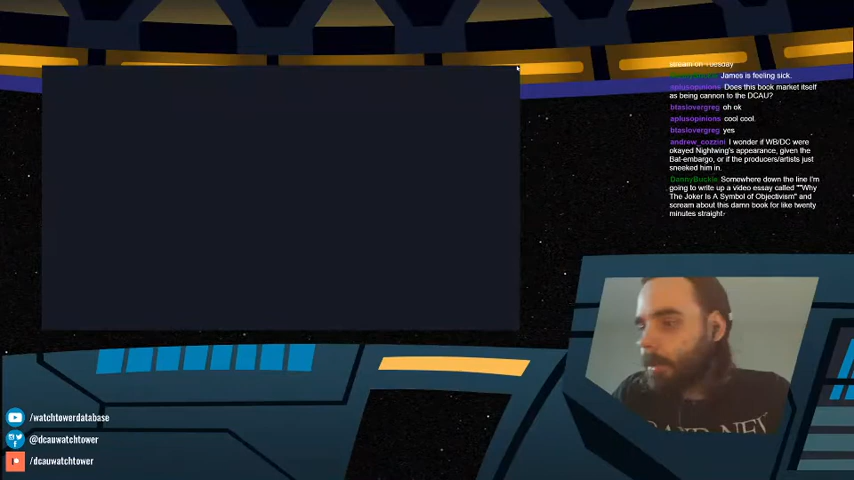 stream on Tuesday
James is feeling sick.
aplusopinions Does this book market itself
as being cannon to the DCAU?
btaslovergreg oh ok
aplusopinions cool cool.
btaslovergreg yes
andrew_cozzini I wonder if WB/DC were
okayed Nightwing's appearance, given the
Bat-embargo, or if the producers/artists just
sneeked him in.
DannyBuckle Somewhere down the line I'm
going to write up a video essay called ""Why
The Joker Is A Symbol of Objectivism" and
scream about this damn book for like twenty
minutes straight-
/watchtowerdatabase
@dcauwatchtower
/dcauwatchtower